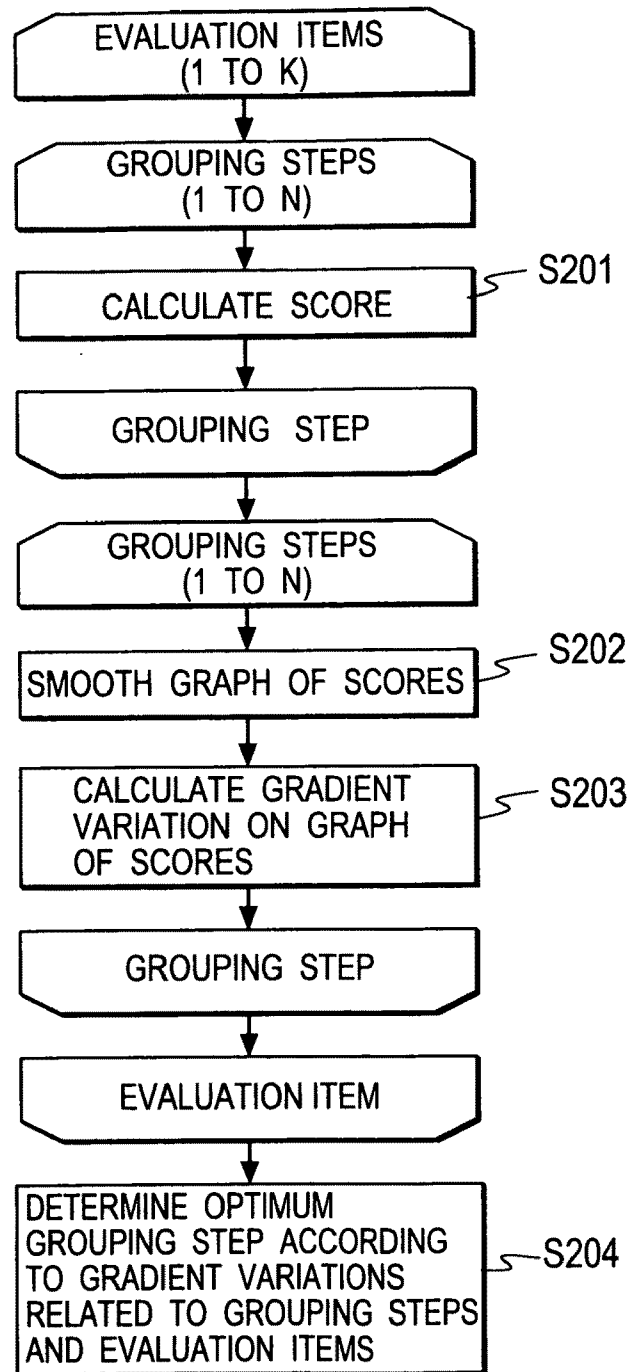 EVALUATION ITEMS
(1 TO K)
GROUPING STEPS
(1 TO N)
CALCULATE SCORE
S201
GROUPING STEP
GROUPING STEPS
(1 TO N)
SMOOTH GRAPH OF SCORES
S202
CALCULATE GRADIENT
VARIATION ON GRAPH
OF SCORES
S203
GROUPING STEP
EVALUATION ITEM
DETERMINE OPTIMUM
GROUPING STEP ACCORDING
TO GRADIENT VARIATIONS
RELATED TO GROUPING STEPS
AND EVALUATION ITEMS
S204